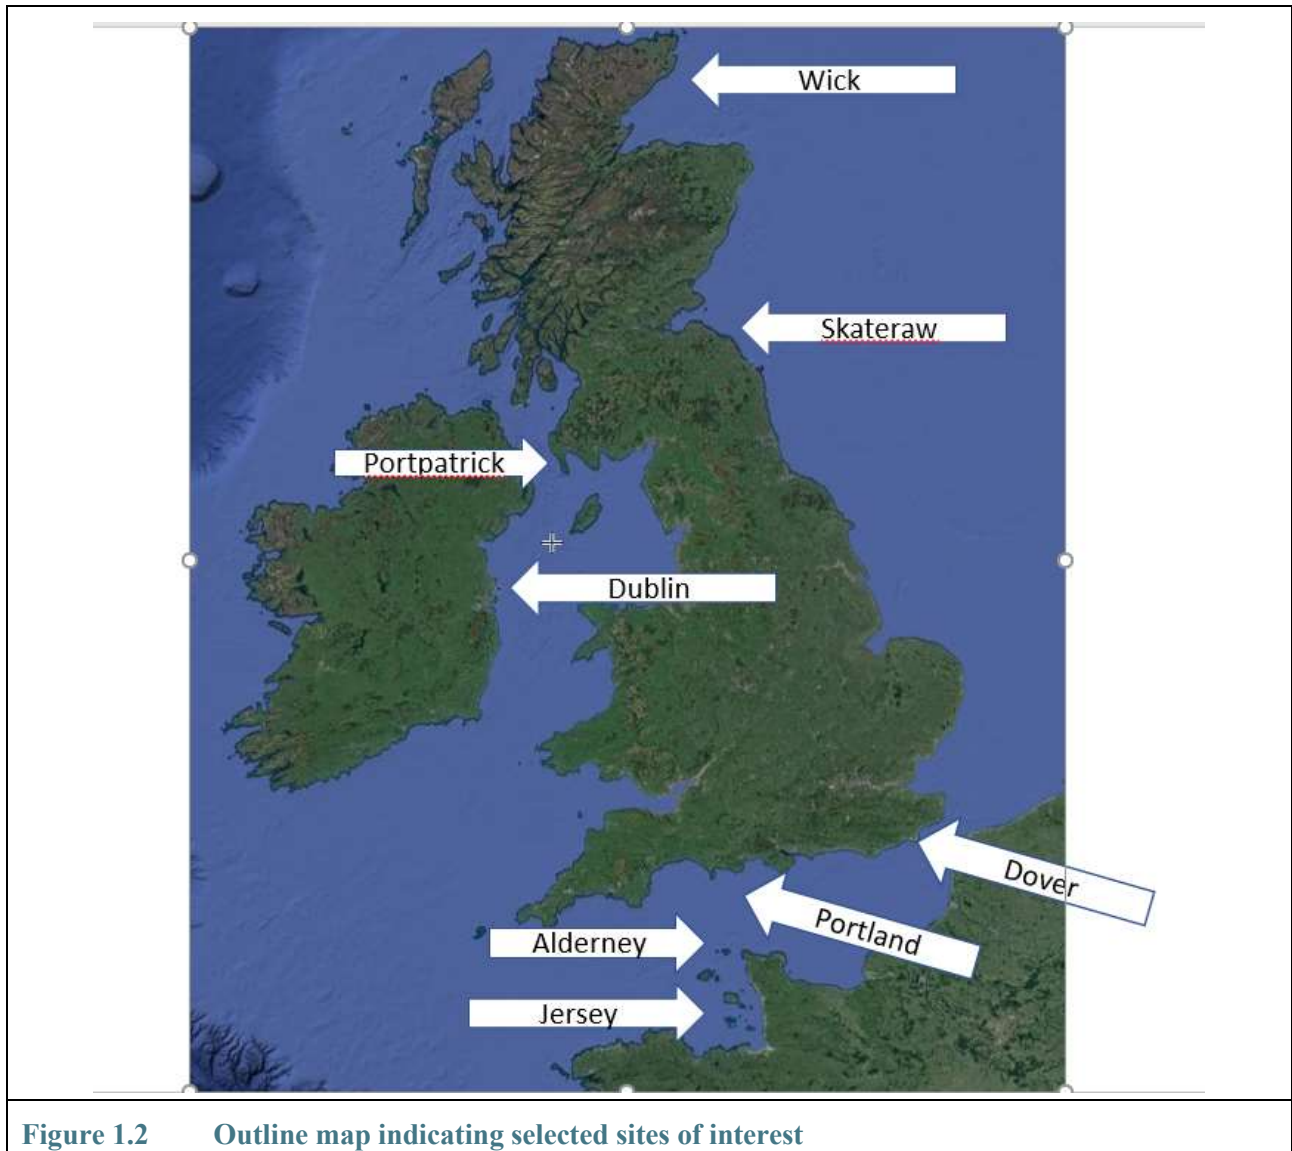 Wick
Skateraw
Portpatrick
Dublin
Dover
Portland
Alderney
Jersey
Figure 1.2 Outline map indicating selected sites of interest